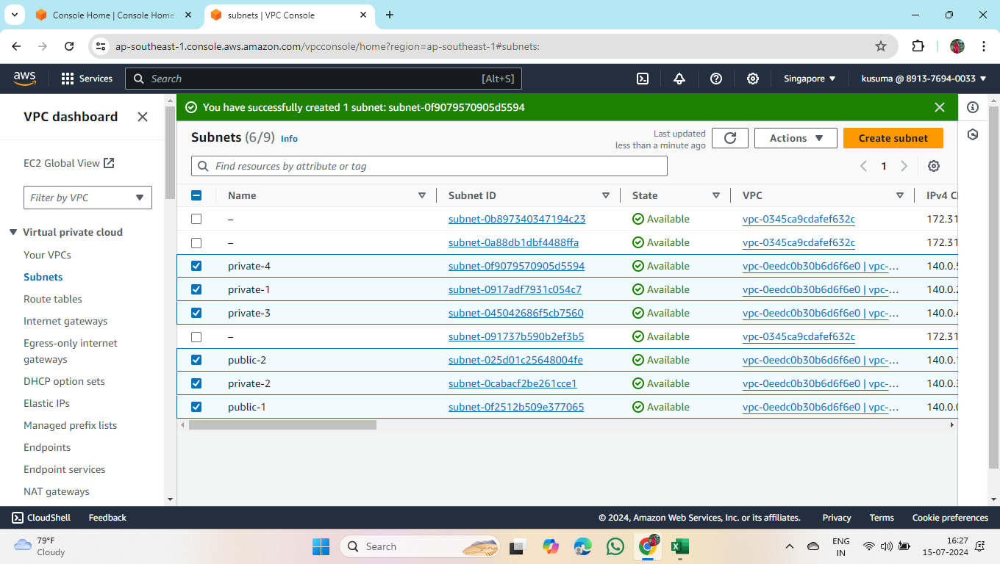 Console Home | Console Home
subnets | VPC Console
ap-southeast-1.console.aws.amazon.com/vpcconsole/home?region=ap-southeast-1#subnets:
aws
Services
Search
[Alt+S]
Singapore
kusuma @ 8913-7694-0033
VPC dashboard
EC2 Global View
Filter by VPC
Virtual private cloud
Your VPCs
Subnets
Route tables
Internet gateways
Egress-only internet
gateways
DHCP option sets
Elastic IPs
Managed prefix lists
Endpoints
Endpoint services
NAT gateways
You have successfully created 1 subnet: subnet-0f9079570905d5594
Subnets (6/9) Info
Last updated
less than a minute ago
Actions
Create subnet
Find resources by attribute or tag
1
Name Subnet ID State VPC IPv4 CI
– subnet-0b897340347194c23 Available vpc-0345ca9cdafef632c 172.31
– subnet-0a88db1dbf4488ffa Available vpc-0345ca9cdafef632c 172.31
private-4 subnet-0f9079570905d5594 Available vpc-0eedc0b30b6d6f6e0 | vpc-… 140.0.5
private-1 subnet-0917adf7931c054c7 Available vpc-0eedc0b30b6d6f6e0 | vpc-… 140.0.2
private-3 subnet-045042686f5cb7560 Available vpc-0eedc0b30b6d6f6e0 | vpc-… 140.0.4
– subnet-091737b590b2ef3b5 Available vpc-0345ca9cdafef632c 172.31
public-2 subnet-025d01c25648004fe Available vpc-0eedc0b30b6d6f6e0 | vpc-… 140.0.1
private-2 subnet-0cabacf2be261cce1 Available vpc-0eedc0b30b6d6f6e0 | vpc-… 140.0.3
public-1 subnet-0f2512b509e377065 Available vpc-0eedc0b30b6d6f6e0 | vpc-… 140.0.0
CloudShell
Feedback
© 2024, Amazon Web Services, Inc. or its affiliates.
Privacy
Terms
Cookie preferences
79°F
Cloudy
Search
ENG
IN
16:27
15-07-2024